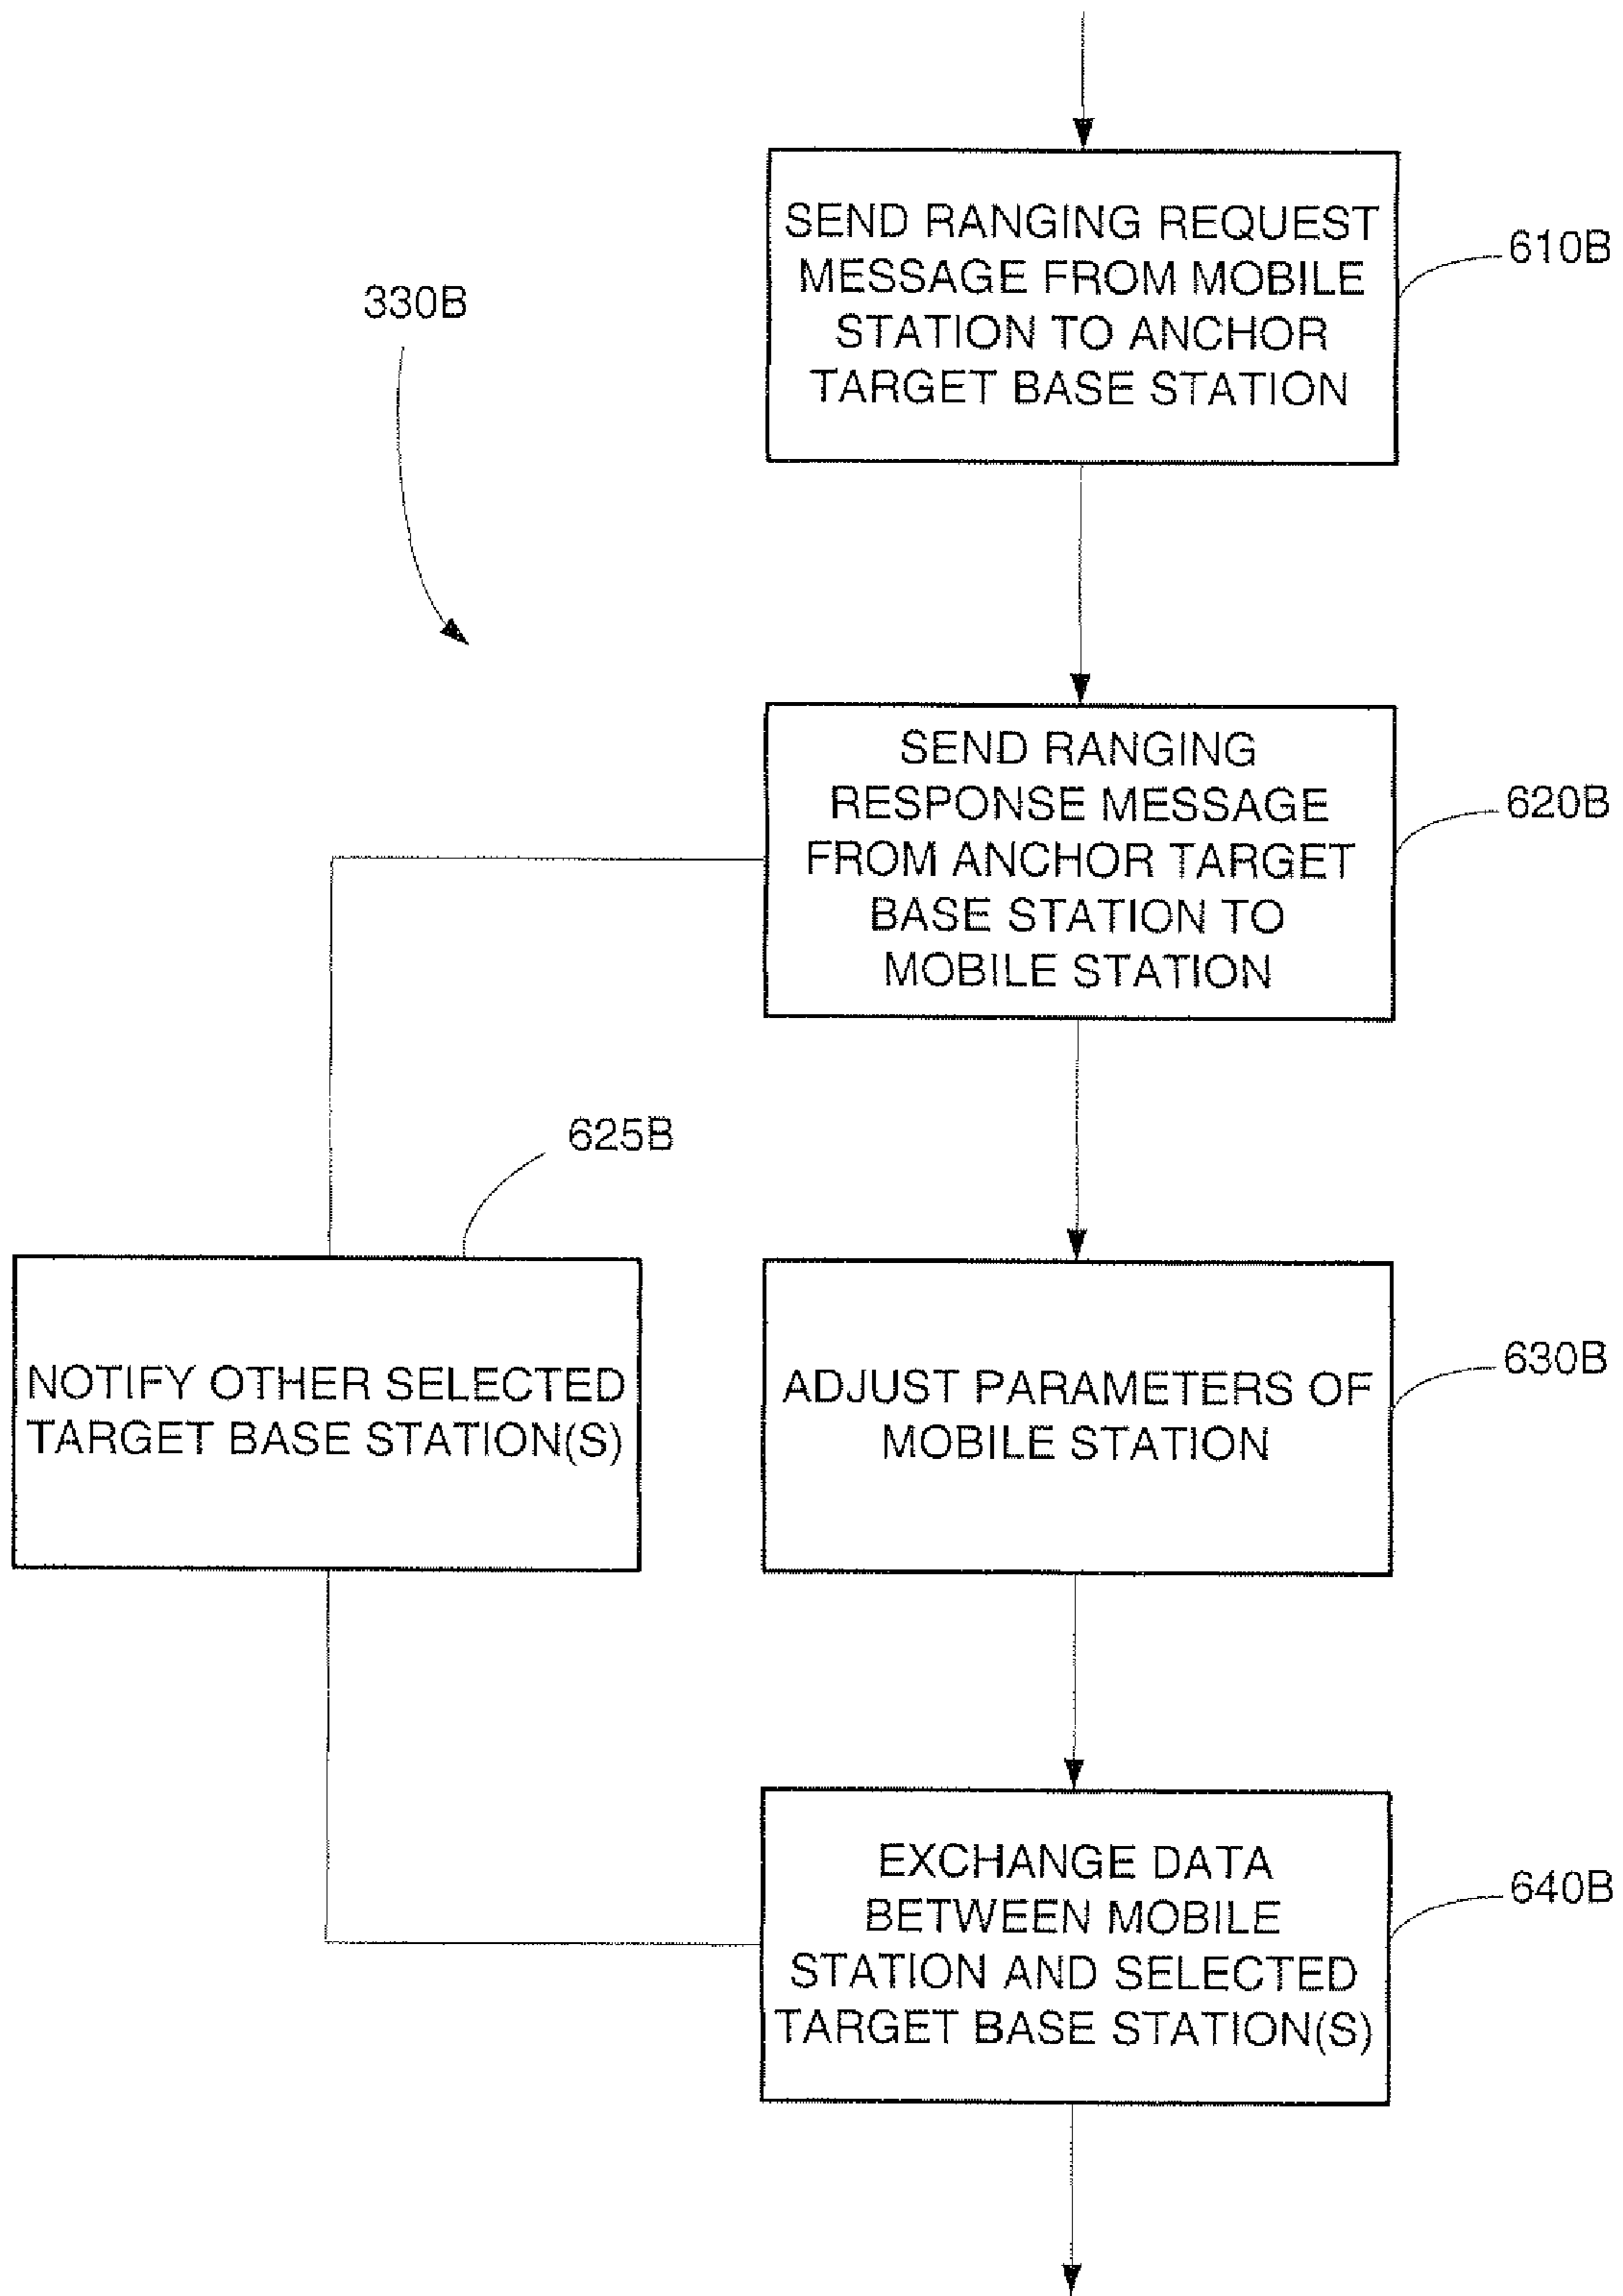 SEND RANGING REQUEST
MESSAGE FROM MOBILE
STATION TO ANCHOR
TARGET BASE STATION
610B
330B
SEND RANGING
RESPONSE MESSAGE
FROM ANCHOR TARGET
BASE STATION TO
MOBILE STATION
620B
625B
NOTIFY OTHER SELECTED
TARGET BASE STATION(S)
ADJUST PARAMETERS OF
MOBILE STATION
630B
EXCHANGE DATA
BETWEEN MOBILE
STATION AND SELECTED
TARGET BASE STATION(S)
640B